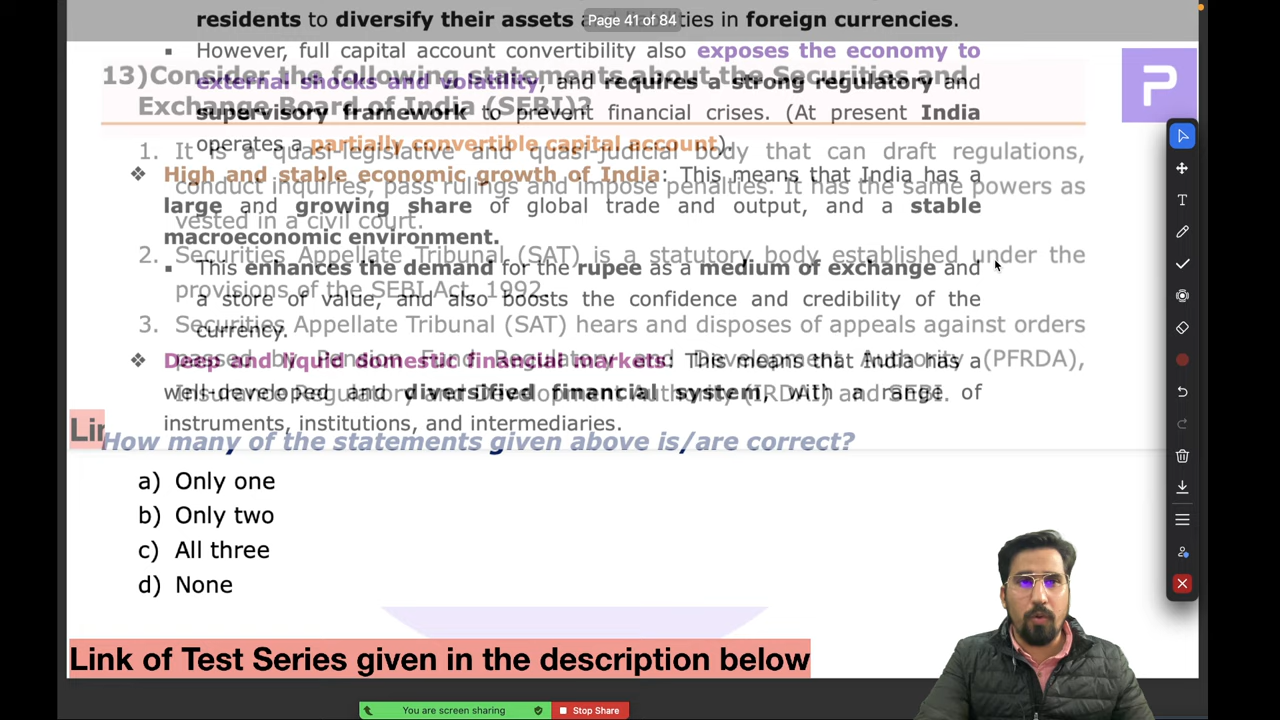 residents to diversify their assets and liabilities in foreign currencies.
Page 41 of 84
However, full capital account convertibility also exposes the economy to
13)Consider the following statements about the Securities and
external shocks and volatility, and requires a strong regulatory and
Exchange Board of India (SEBI)?
supervisory framework to prevent financial crises. (At present India
operates a partially convertible capital account).
1. It is a quasi-legislative and quasi-judicial body that can draft regulations,
High and stable economic growth of India: This means that India has a
conduct inquiries, pass rulings and impose penalties. It has the same powers as
large and growing share of global trade and output, and a stable
vested in a civil court.
macroeconomic environment.
2. Securities Appellate Tribunal (SAT) is a statutory body established under the
This enhances the demand for the rupee as a medium of exchange and
provisions of the SEBI Act, 1992.
a store of value, and also boosts the confidence and credibility of the
3. Securities Appellate Tribunal (SAT) hears and disposes of appeals against orders
currency.
passed by Pension Fund Regulatory and Development Authority (PFRDA),
Deep and liquid domestic financial markets: This means that India has a
Insurance Regulatory and Development Authority (IRDAI) and SEBI.
well-developed and diversified financial system, with a range of
instruments, institutions, and intermediaries.
How many of the statements given above is/are correct?
a) Only one
b) Only two
c) All three
d) None
Link of Test Series given in the description below
You are screen sharing
Stop Share